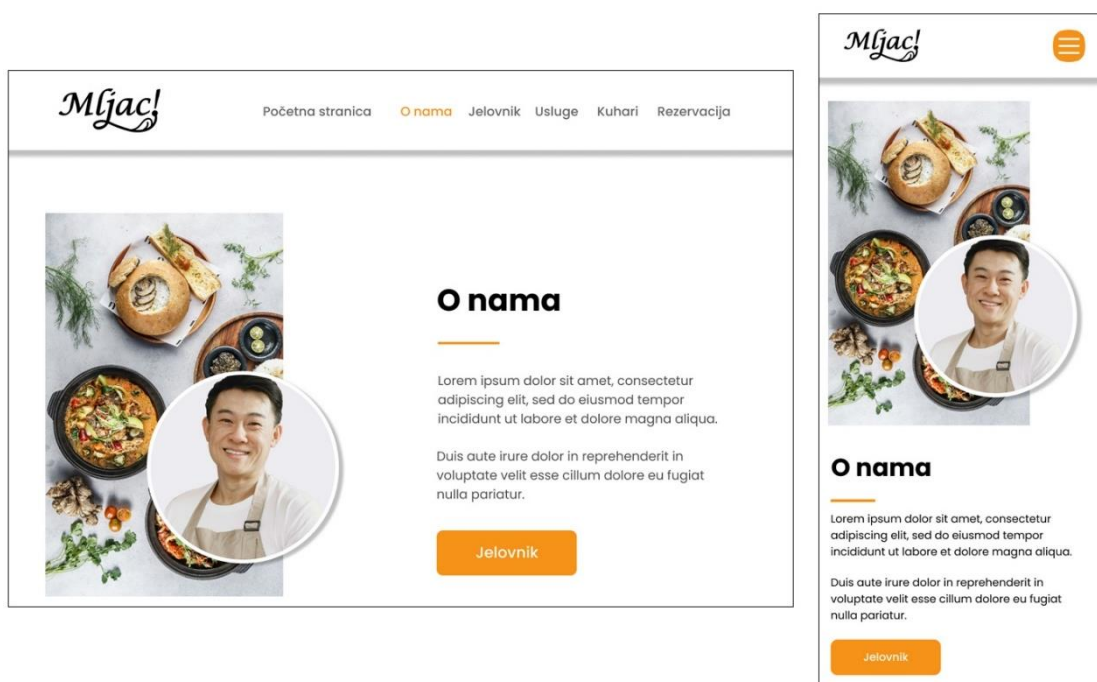 Mljac!
Početna stranica O nama Jelovnik Usluge Kuhari Rezervacija
O nama
Lorem ipsum dolor sit amet, consectetur
adipiscing elit, sed do eiusmod tempor
incididunt ut labore et dolore magna aliqua.
Duis aute irure dolor in reprehenderit in
voluptate velit esse cillum dolore eu fugiat
nulla pariatur.
Jelovnik
Mljac!
O nama
Lorem ipsum dolor sit amet, consectetur
adipiscing elit, sed do eiusmod tempor
incididunt ut labore et dolore magna aliqua.
Duis aute irure dolor in reprehenderit in
voluptate velit esse cillum dolore eu fugiat
nulla pariatur.
Jelovnik